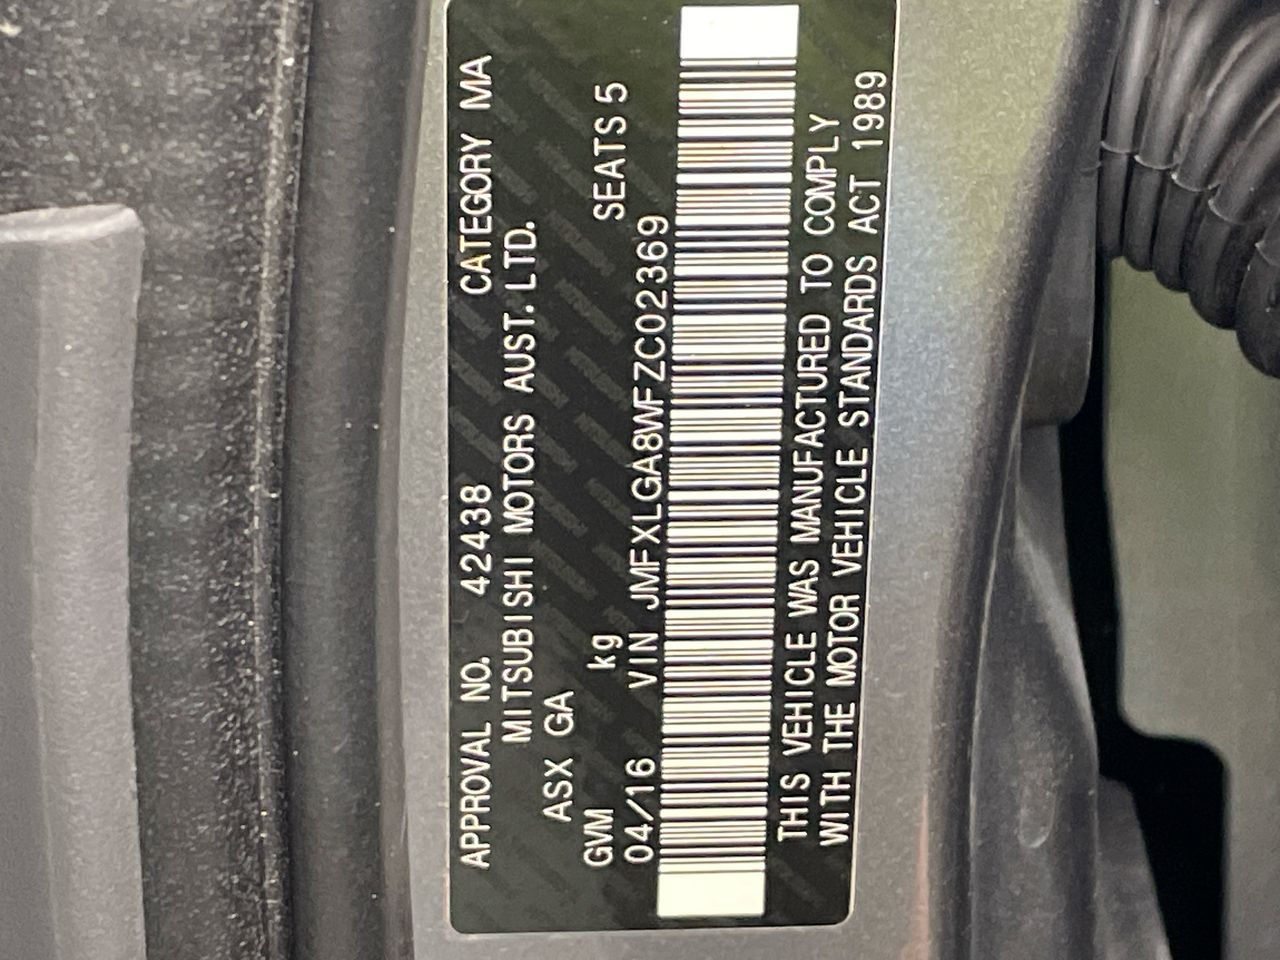 APPROVAL NO. 42438 CATEGORY MA
MITSUBISHI MOTORS AUST.LTD.
ASX GA
GVM kg SEATS 5
04/16 VIN JMFXLGA8WFZC02369
THIS VEHICLE WAS MANUFACTURED TO COMPLY
WITH THE MOTOR VEHICLE STANDARDS ACT 1989